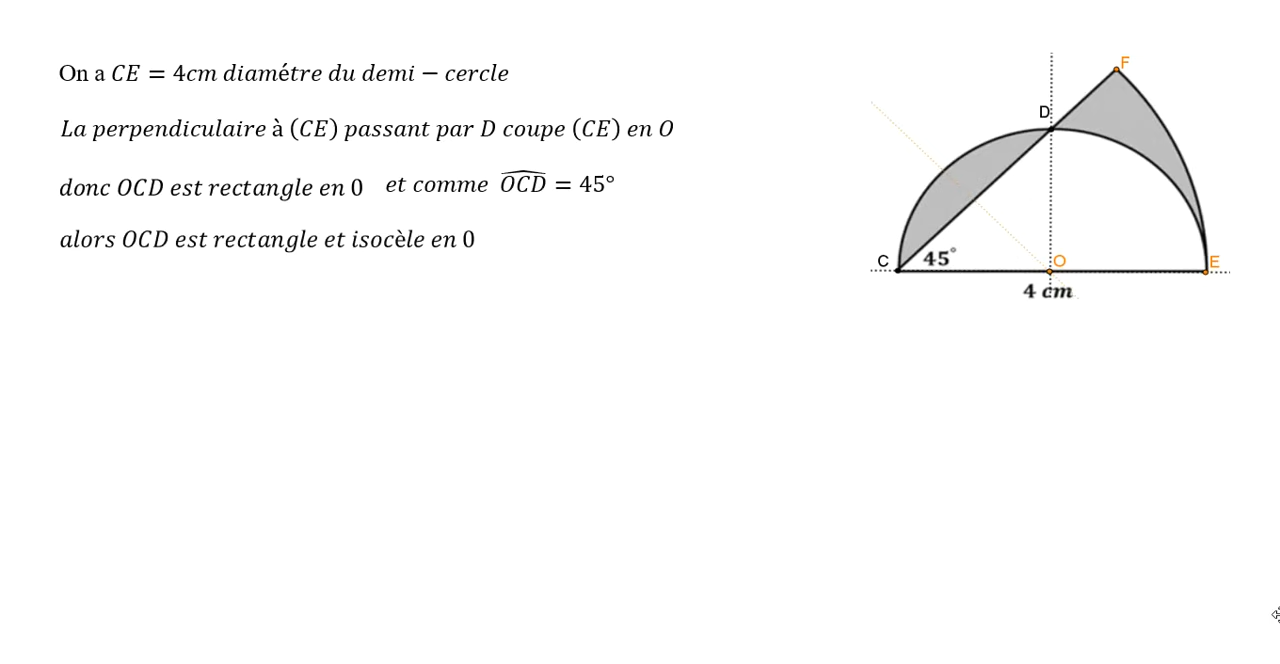 On a CE = 4cm diamétre du demi − cercle
La perpendiculaire à (CE) passant par D coupe (CE) en O
donc OCD est rectangle en 0 et comme \widehat{OCD} = 45°
alors OCD est rectangle et isocèle en 0
F
D
C 45° O E
4 cm